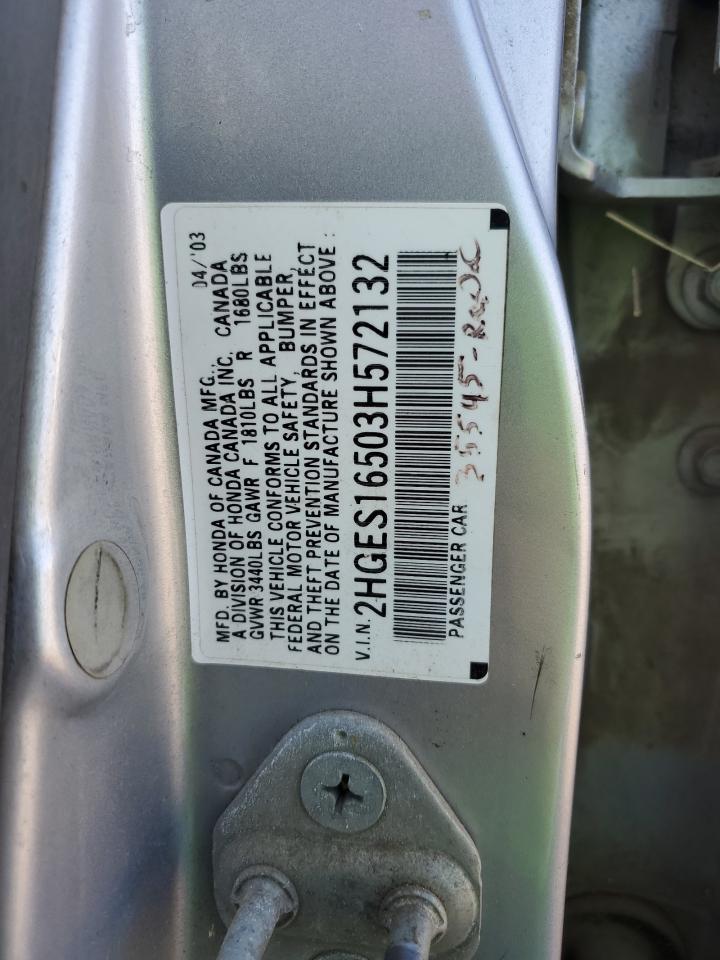 04/'03
MFD. BY HONDA OF CANADA MFG., CANADA
A DIVISION OF HONDA CANADA INC.
GVWR 3440LBS GAWR F 1810LBS R 1680LBS
THIS VEHICLE CONFORMS TO ALL APPLICABLE
FEDERAL MOTOR VEHICLE SAFETY, BUMPER,
AND THEFT PREVENTION STANDARDS IN EFFECT
ON THE DATE OF MANUFACTURE SHOWN ABOVE :
V.I.N. 2HGES16503H572132
PASSENGER CAR
35545-